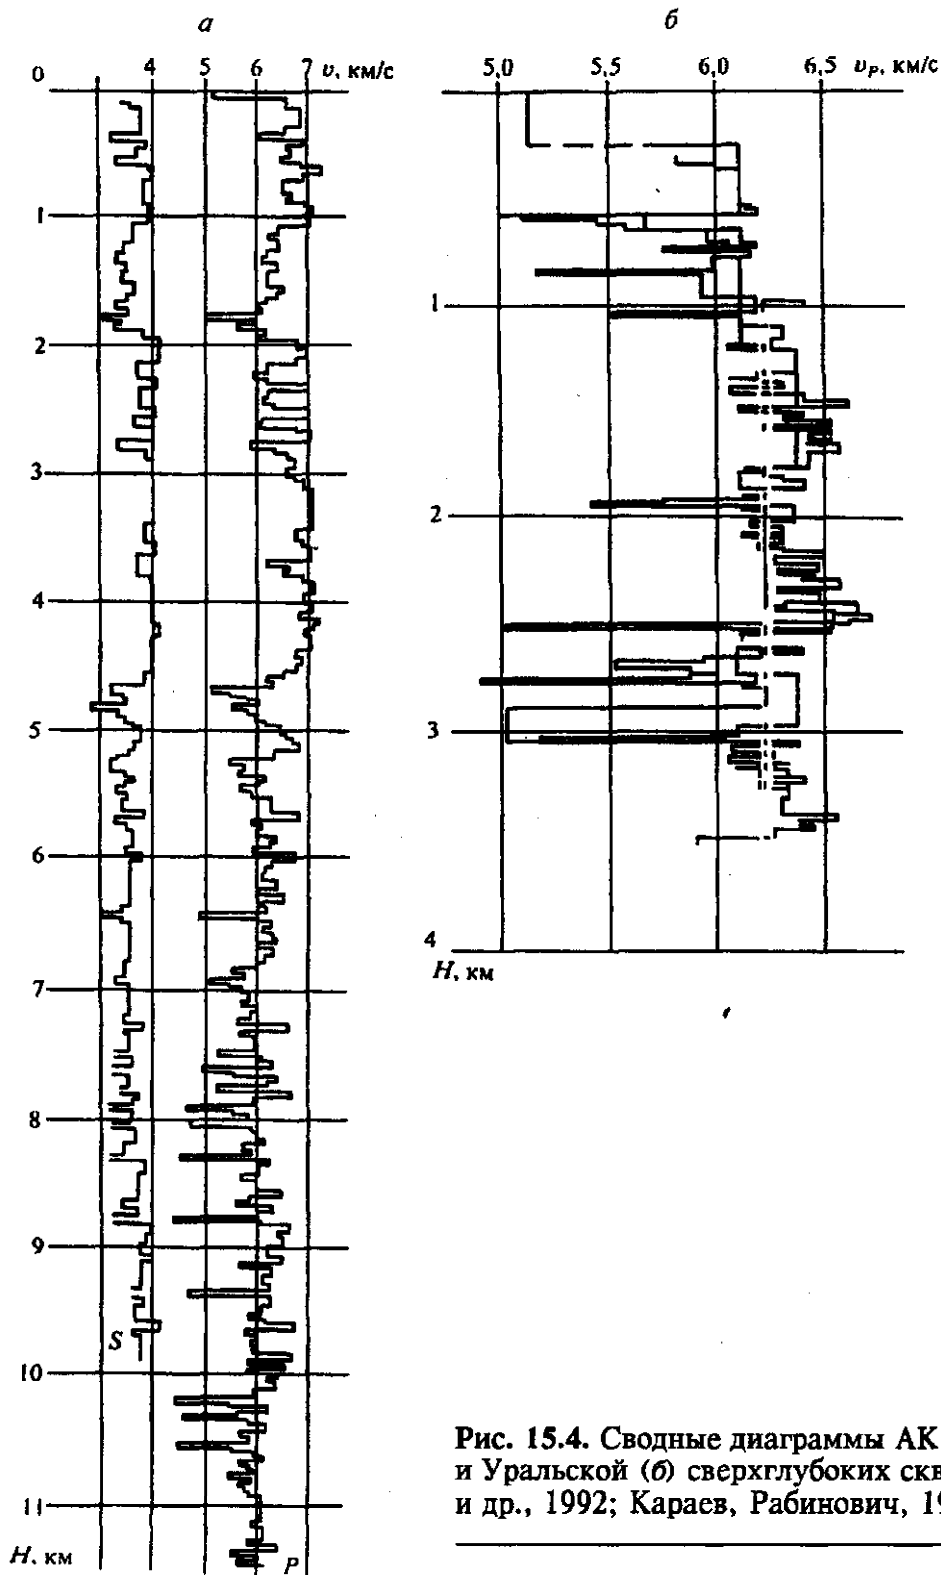 а
0 4 5 6 7 υ, км/с
1
2
3
4
5
6
7
8
9
S
10
11
Н, км
P
б
5,0 5,5 6,0 6,5 υP, км/с
1
2
3
4
Н, км
Рис. 15.4. Сводные диаграммы АК
и Уральской (б) сверхглубоких скв
и др., 1992; Караев, Рабинович, 19